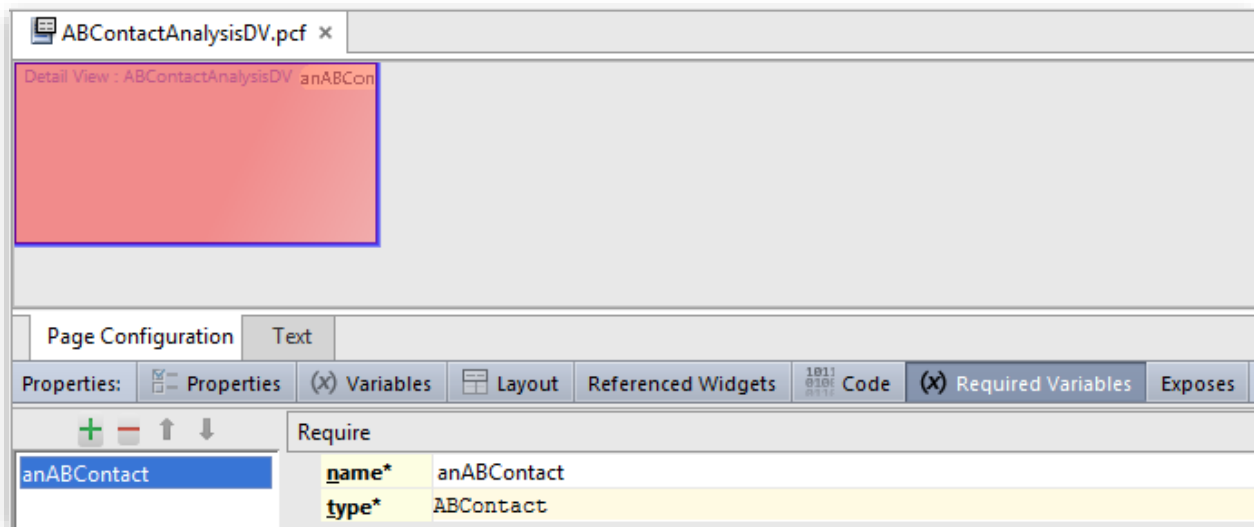 ABContactAnalysisDV.pcf ×
Detail View : ABContactAnalysisDV anABCon
Page Configuration Text
Properties: Properties (x) Variables Layout Referenced Widgets Code (x) Required Variables Exposes
Require
anABContact name* anABContact
type* ABContact